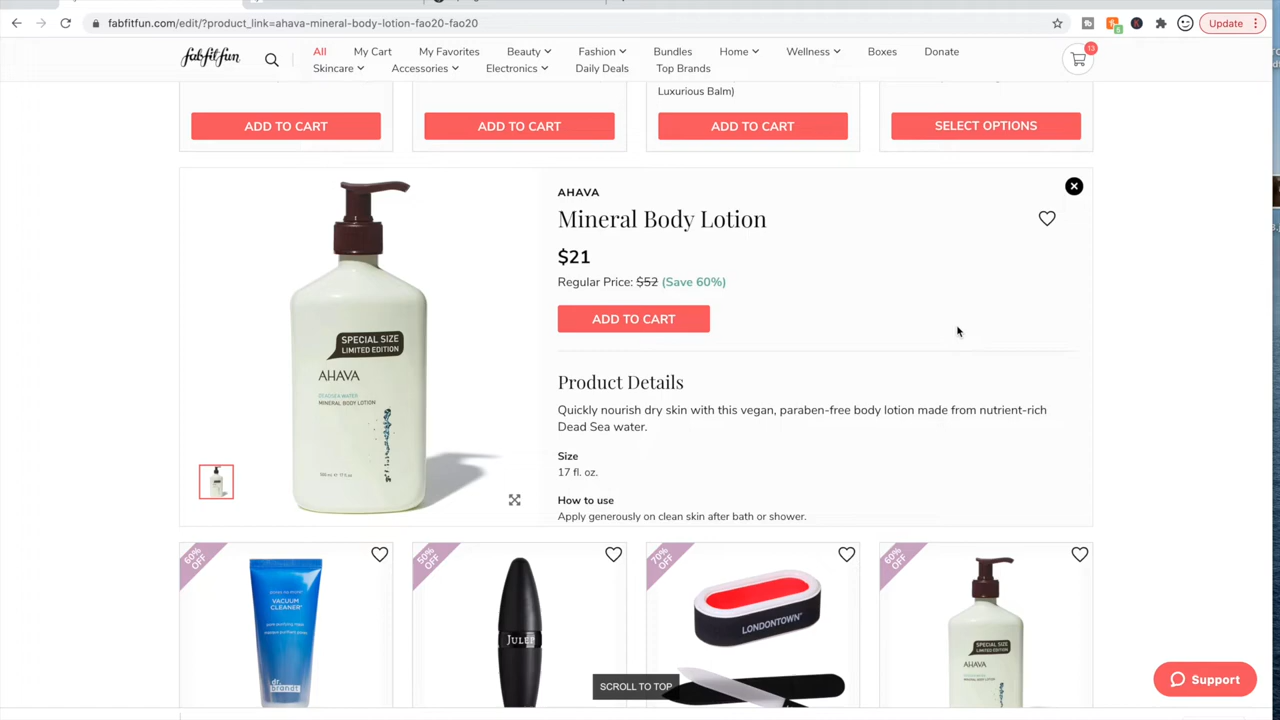 fabfitfun.com/edit/?product_link=ahava-mineral-body-lotion-fao20-fao20
5
Update
fabfitfun
All My Cart My Favorites Beauty Fashion Bundles Home Wellness Boxes Donate
Skincare Accessories Electronics Daily Deals Top Brands
13
Luxurious Balm)
ADD TO CART
ADD TO CART
ADD TO CART
SELECT OPTIONS
AHAVA
Mineral Body Lotion
$21
Regular Price: $52 (Save 60%)
ADD TO CART
Product Details
Quickly nourish dry skin with this vegan, paraben-free body lotion made from nutrient-rich
Dead Sea water.
Size
17 fl. oz.
How to use
Apply generously on clean skin after bath or shower.
SPECIAL SIZE
LIMITED EDITION
AHAVA
DEADSEA WATER
MINERAL BODY LOTION
60% OFF
VACUUM
CLEANER
dr.
brandt
50% OFF
JULEP
70% OFF
LONDONTOWN
60% OFF
SPECIAL SIZE
LIMITED EDITION
AHAVA
SCROLL TO TOP
Support